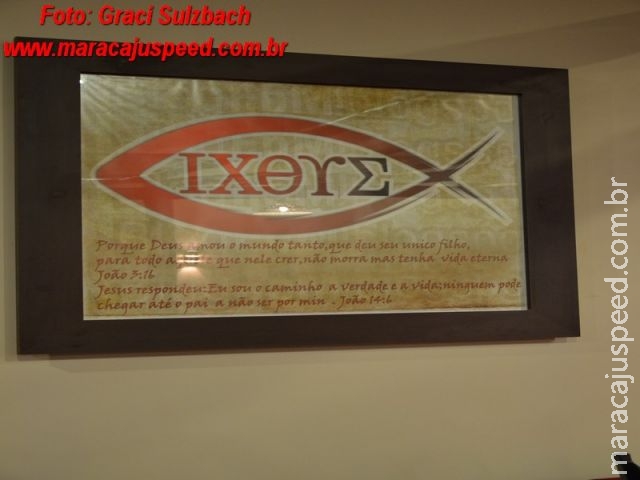 Foto: Graci Sulzbach
www.maracajuspeed.com.br
ΙΧΘΥΣ
Porque Deus amou o mundo tanto,que deu seu unico filho,
para todo a que nele crer,não morra mas tenha vida eterna
João 3:16
Jesus respondeu:Eu sou o caminho a verdade e a vida;ninguem pode
chegar até o pai a não ser por min . João 14:6
maracajuspeed.com.br